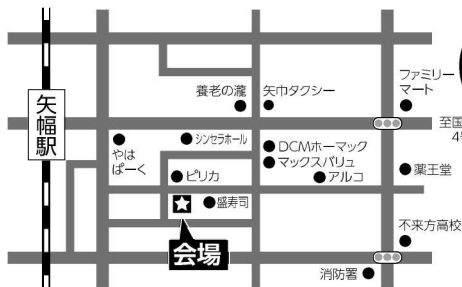 ファミリー
マート
養老の瀧
矢巾タクシー
矢幅駅
至国
4号
シンセラホール
やは
ぱーく
DCMホーマック
マックスバリュ
ピリカ
アルコ
薬王堂
盛寿司
会場
不来方高校
消防署